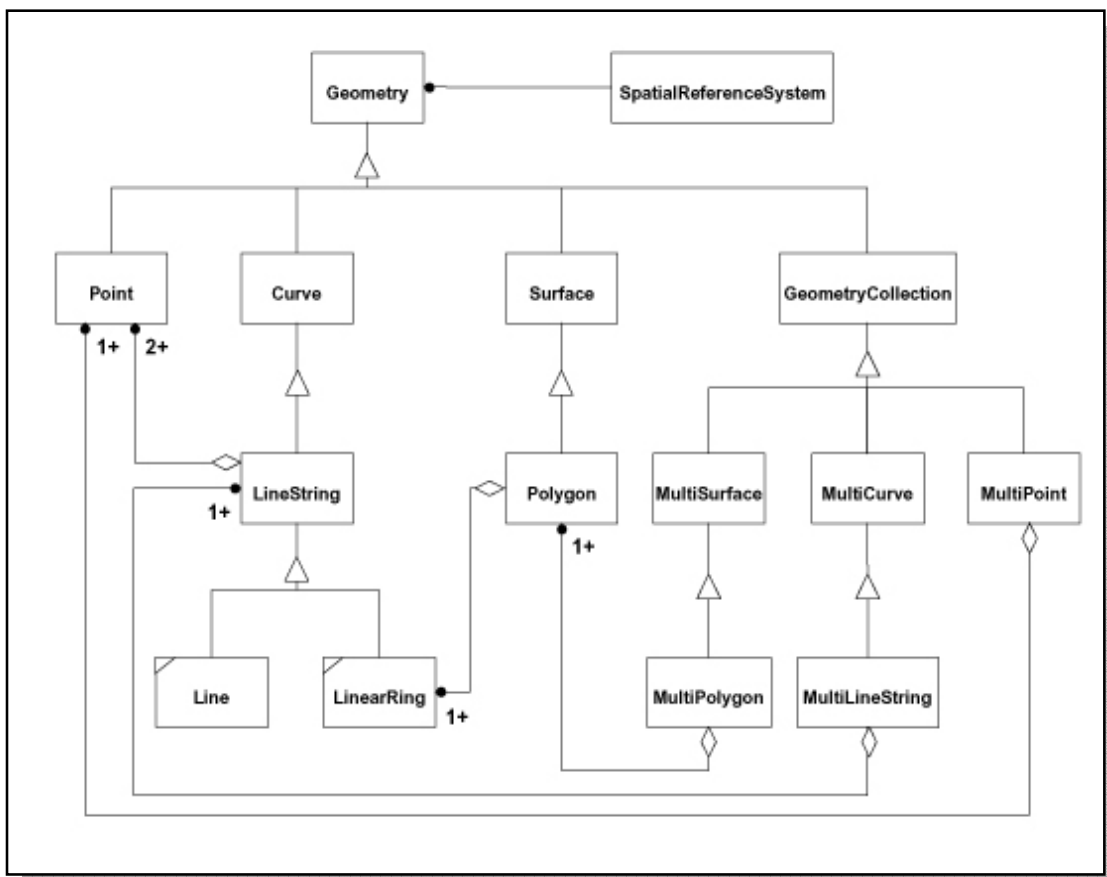 Geometry
SpatialReferenceSystem
Point
Curve
Surface
GeometryCollection
1+
2+
LineString
1+
Polygon
1+
MultiSurface
MultiCurve
MultiPoint
Line
LinearRing
1+
MultiPolygon
MultiLineString